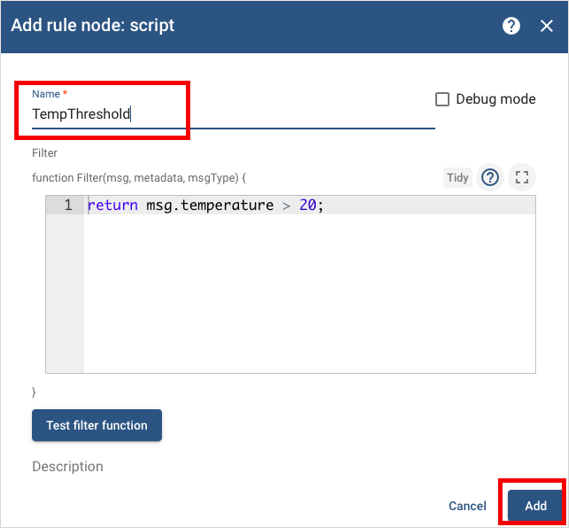 Add rule node: script
Name *
TempThreshold
Debug mode
Filter
function Filter(msg, metadata, msgType) {
Tidy
1 return msg.temperature > 20;
}
Test filter function
Description
Cancel
Add